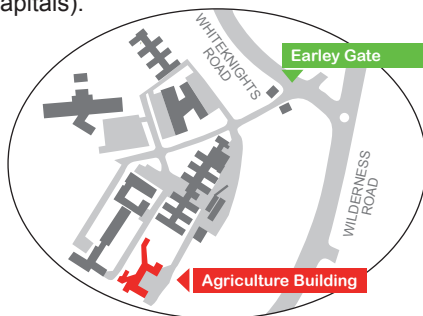 apitals).
WHITEKNIGHTS
ROAD
Earley Gate
WILDERNESS
ROAD
Agriculture Building